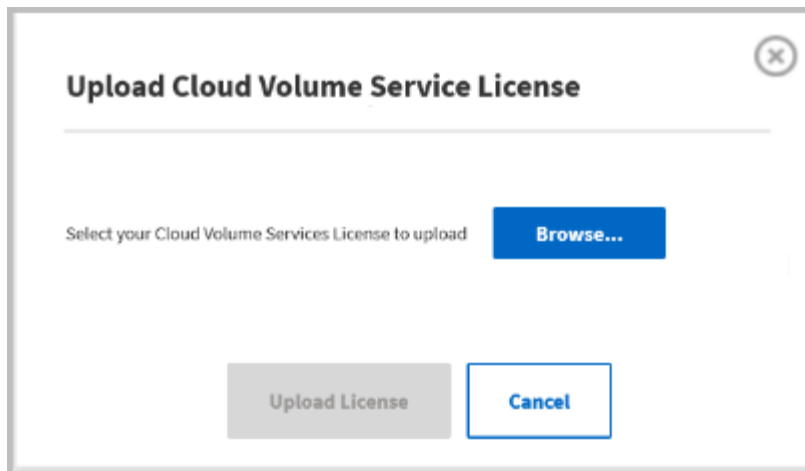 Upload Cloud Volume Service License
Select your Cloud Volume Services License to upload
Browse...
Upload License
Cancel